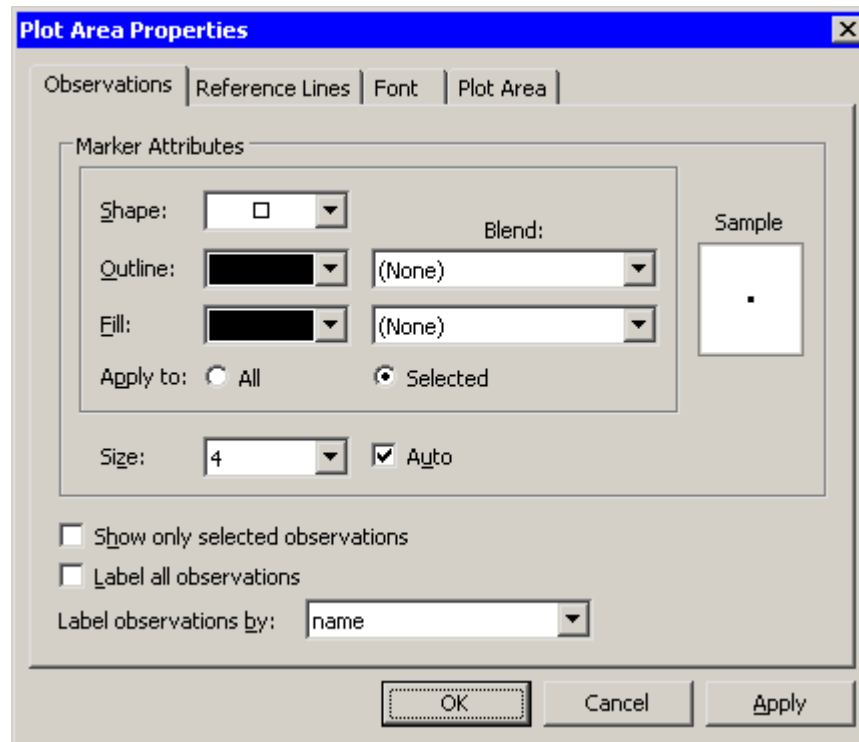 Plot Area Properties
Observations Reference Lines Font Plot Area
Marker Attributes
Shape:
Blend:
Sample
Outline: (None)
Fill: (None)
Apply to: All Selected
Size: 4 Auto
Show only selected observations
Label all observations
Label observations by: name
OK Cancel Apply